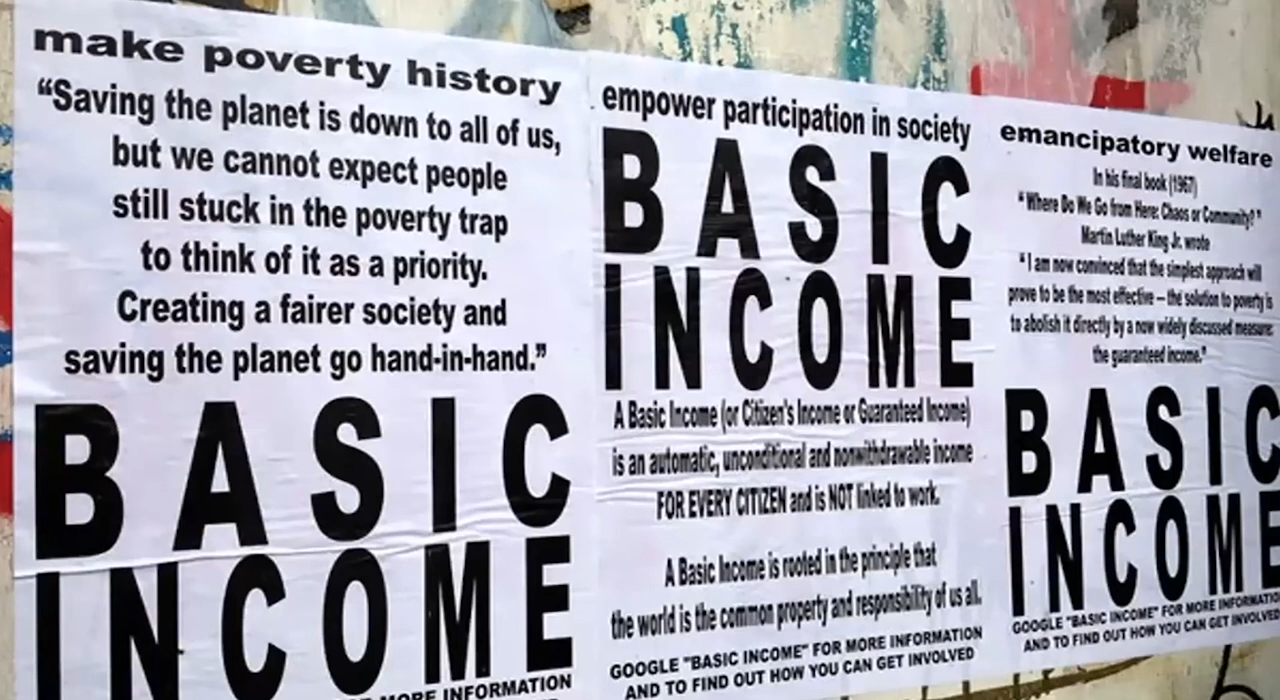 make poverty history
“Saving the planet is down to all of us,
but we cannot expect people
still stuck in the poverty trap
to think of it as a priority.
Creating a fairer society and
saving the planet go hand-in-hand.”
BASIC
INCOME
MORE INFORMATION
empower participation in society
BASIC
INCOME
A Basic Income (or Citizen's Income or Guaranteed Income)
is an automatic, unconditional and nonwithdrawable income
FOR EVERY CITIZEN and is NOT linked to work.
A Basic Income is rooted in the principle that
the world is the common property and responsibility of us all.
GOOGLE "BASIC INCOME" FOR MORE INFORMATION
AND TO FIND OUT HOW YOU CAN GET INVOLVED
emancipatory welfare
In his final book (1967)
“Where Do We Go from Here: Chaos or Community?”
Martin Luther King Jr. wrote
“I am now convinced that the simplest approach will
prove to be the most effective – the solution to poverty is
to abolish it directly by a now widely discussed measure:
the guaranteed income.”
BASIC
INCOME
GOOGLE "BASIC INCOME" FOR MORE INFORMATIO
AND TO FIND OUT HOW YOU CAN GET INVOLVED